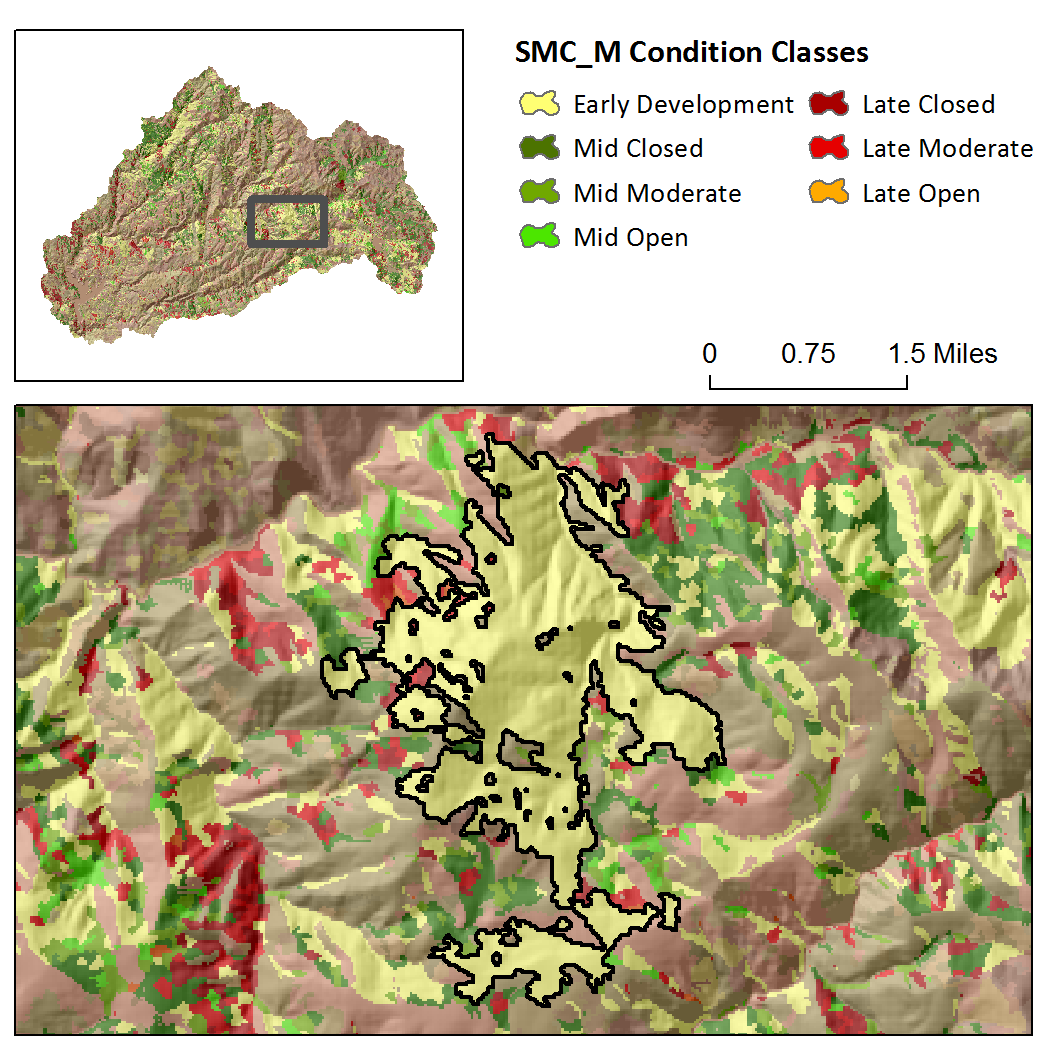 SMC_M Condition Classes
Early Development
Late Closed
Mid Closed
Late Moderate
Mid Moderate
Late Open
Mid Open
0 0.75 1.5 Miles